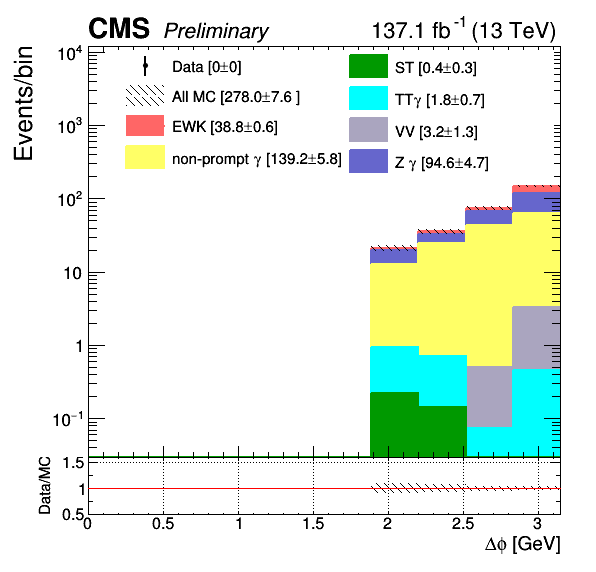 CMS Preliminary 137.1 fb⁻¹ (13 TeV)
Events/bin
Data [0±0]
All MC [278.0±7.6 ]
EWK [38.8±0.6]
non-prompt γ [139.2±5.8]
ST [0.4±0.3]
TTγ [1.8±0.7]
VV [3.2±1.3]
Z γ [94.6±4.7]
10⁴
10³
10²
10
1
10⁻¹
Data/MC
1.5
1
0.5
0 0.5 1 1.5 2 2.5 3
Δϕ [GeV]